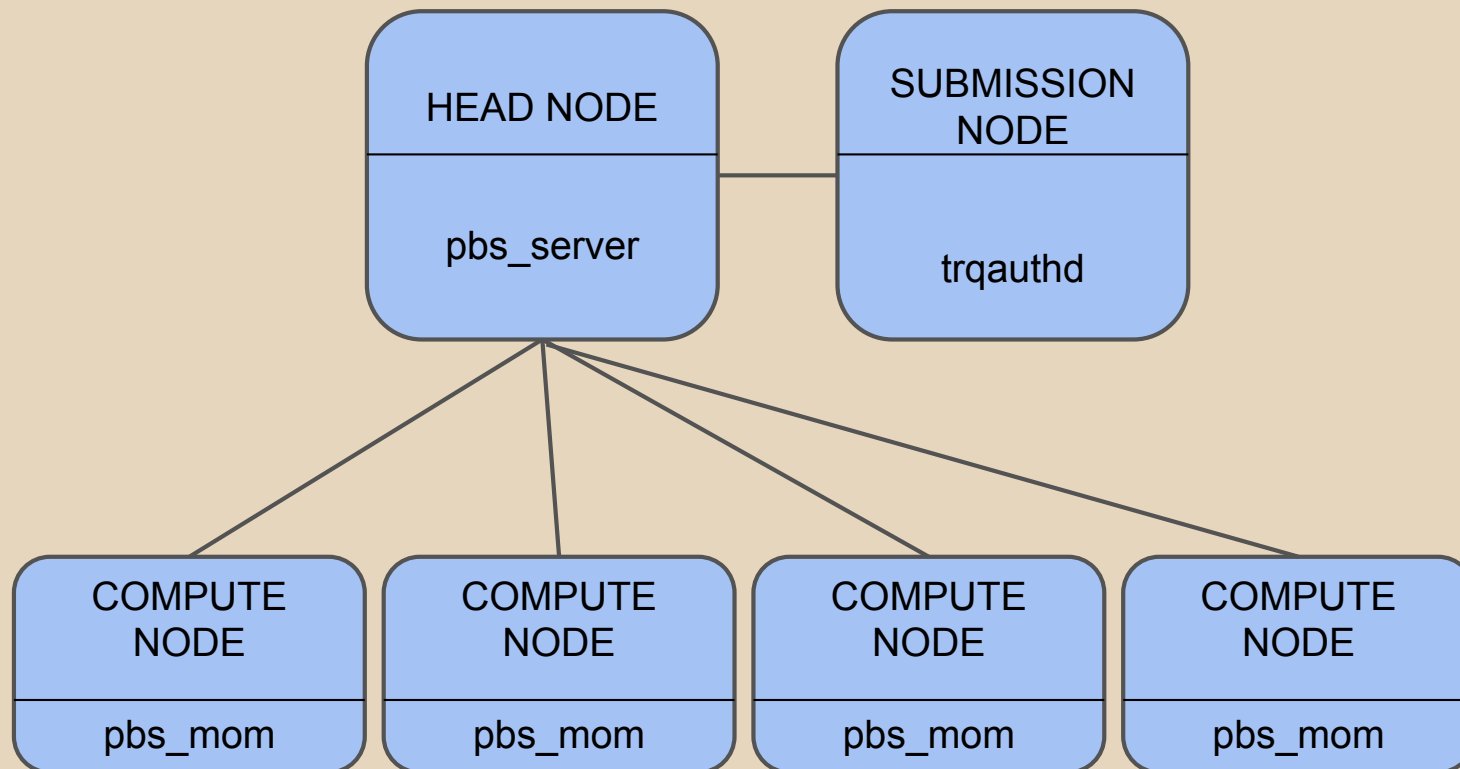 HEAD NODE
pbs_server
SUBMISSION
NODE
trqauthd
COMPUTE
NODE
pbs_mom
COMPUTE
NODE
pbs_mom
COMPUTE
NODE
pbs_mom
COMPUTE
NODE
pbs_mom